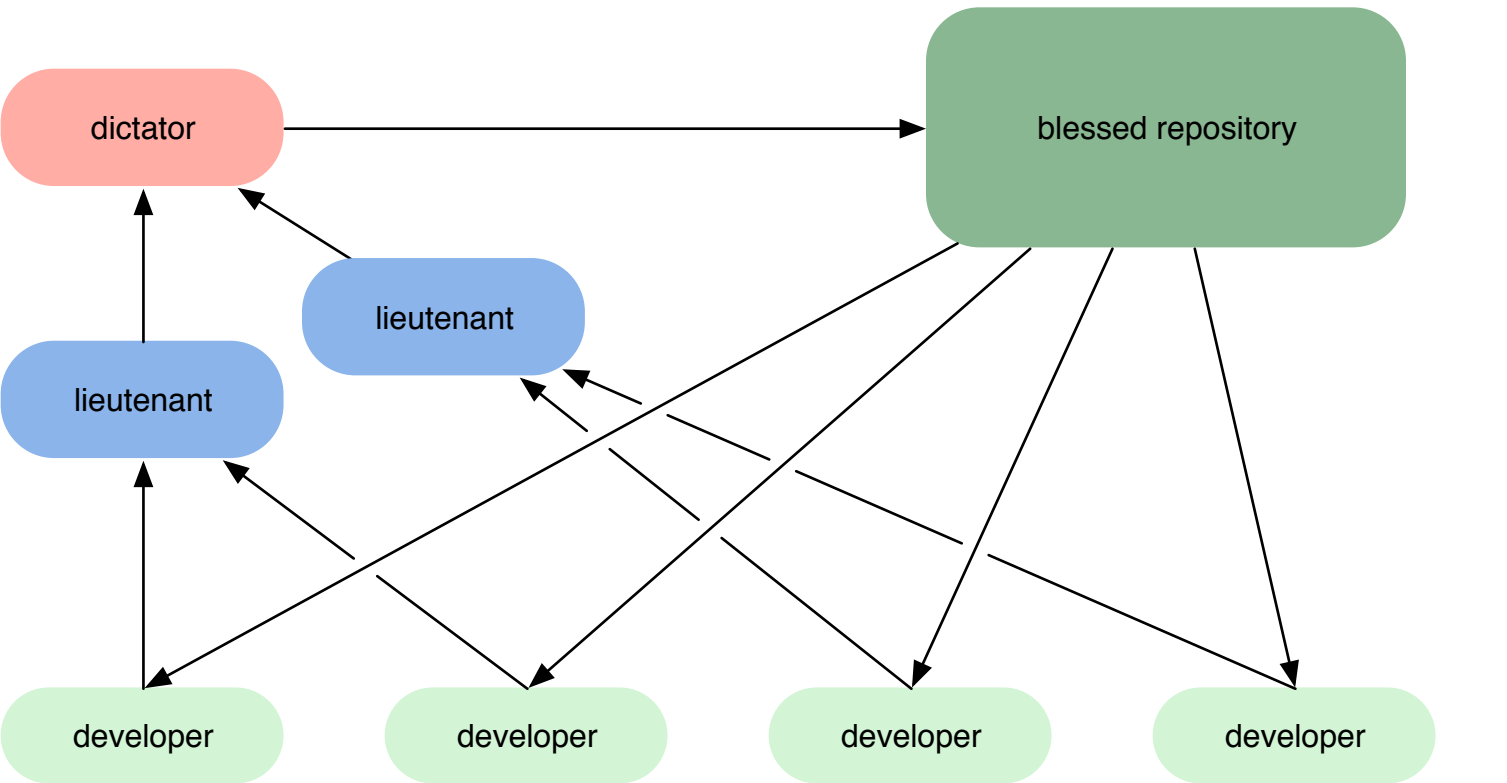 dictator
blessed repository
lieutenant
lieutenant
developer
developer
developer
developer